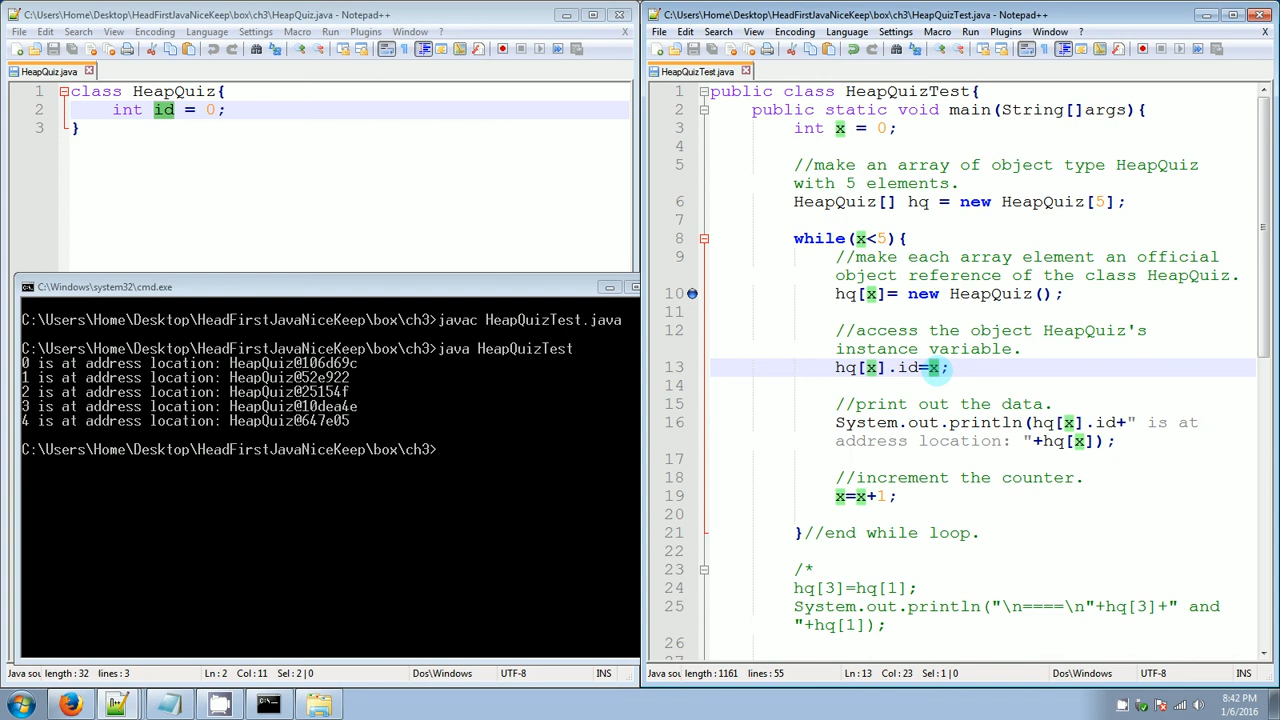 C:\Users\Home\Desktop\HeadFirstJavaNiceKeep\box\ch3\HeapQuiz.java - Notepad++
File Edit Search View Encoding Language Settings Macro Run Plugins Window ? X
HeapQuiz.java
1 class HeapQuiz{
2 int id = 0;
3 }
C:\Windows\system32\cmd.exe
C:\Users\Home\Desktop\HeadFirstJavaNiceKeep\box\ch3>javac HeapQuizTest.java
C:\Users\Home\Desktop\HeadFirstJavaNiceKeep\box\ch3>java HeapQuizTest
0 is at address location: HeapQuiz@106d69c
1 is at address location: HeapQuiz@52e922
2 is at address location: HeapQuiz@25154f
3 is at address location: HeapQuiz@10dea4e
4 is at address location: HeapQuiz@647e05
C:\Users\Home\Desktop\HeadFirstJavaNiceKeep\box\ch3>
Java sou length : 32 lines : 3 Ln : 2 Col : 11 Sel : 2 | 0 Dos\Windows UTF-8 INS
C:\Users\Home\Desktop\HeadFirstJavaNiceKeep\box\ch3\HeapQuizTest.java - Notepad++
File Edit Search View Encoding Language Settings Macro Run Plugins Window ? X
HeapQuizTest.java
1 public class HeapQuizTest{
2 public static void main(String[]args){
3 int x = 0;
4
5 //make an array of object type HeapQuiz
with 5 elements.
6 HeapQuiz[] hq = new HeapQuiz[5];
7
8 while(x<5){
9 //make each array element an official
object reference of the class HeapQuiz.
10 hq[x]= new HeapQuiz();
11
12 //access the object HeapQuiz's
instance variable.
13 hq[x].id=x;
14
15 //print out the data.
16 System.out.println(hq[x].id+" is at
address location: "+hq[x]);
17
18 //increment the counter.
19 x=x+1;
20
21 }//end while loop.
22
23 /*
24 hq[3]=hq[1];
25 System.out.println("\n====\n"+hq[3]+" and
"+hq[1]);
26
Java sou length : 1161 lines : 55 Ln : 13 Col : 23 Sel : 1 | 0 Dos\Windows UTF-8 INS
8:42 PM
1/6/2016